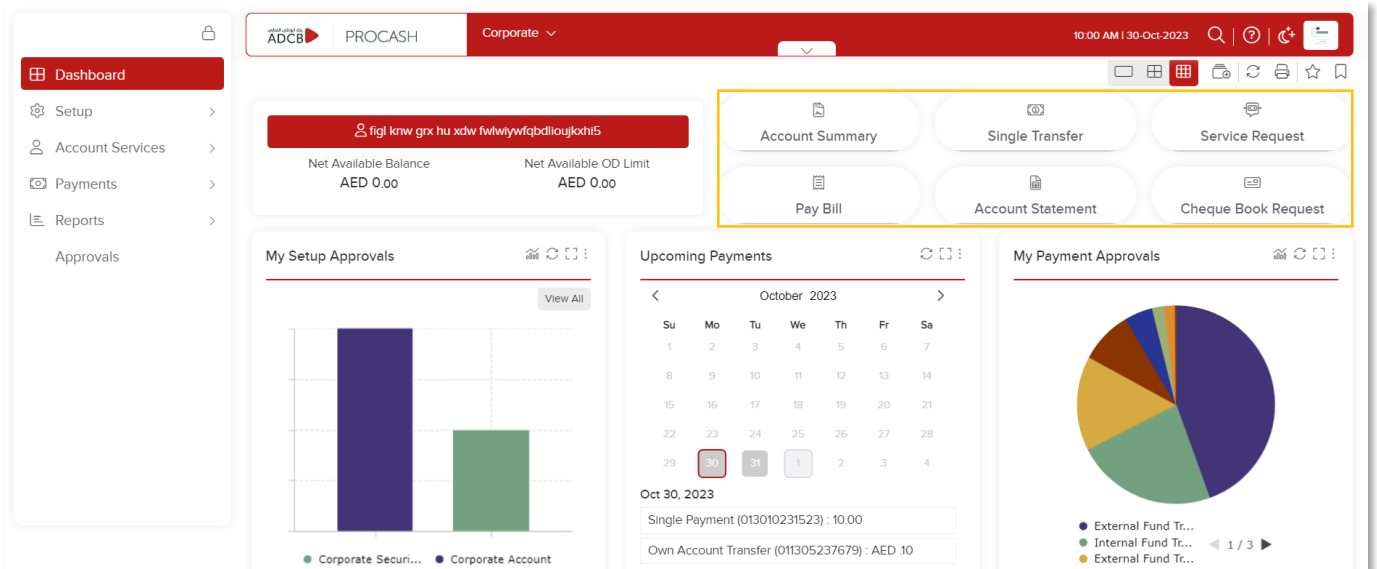 ADCB
PROCASH
Corporate
10:00 AM | 30-Oct-2023
Dashboard
Setup
Account Services
Payments
Reports
Approvals
figl knw grx hu xdw fwlwiywfqbdlioujkxhi5
Net Available Balance
AED 0.00
Net Available OD Limit
AED 0.00
Account Summary
Single Transfer
Service Request
Pay Bill
Account Statement
Cheque Book Request
My Setup Approvals
View All
Corporate Securi...
Corporate Account
Upcoming Payments
October 2023
Su Mo Tu We Th Fr Sa
1 2 3 4 5 6 7
8 9 10 11 12 13 14
15 16 17 18 19 20 21
22 23 24 25 26 27 28
29 30 31 1 2 3 4
Oct 30, 2023
Single Payment (013010231523) : 10.00
Own Account Transfer (011305237679) : AED .10
My Payment Approvals
External Fund Tr...
Internal Fund Tr...
External Fund Tr...
1 / 3